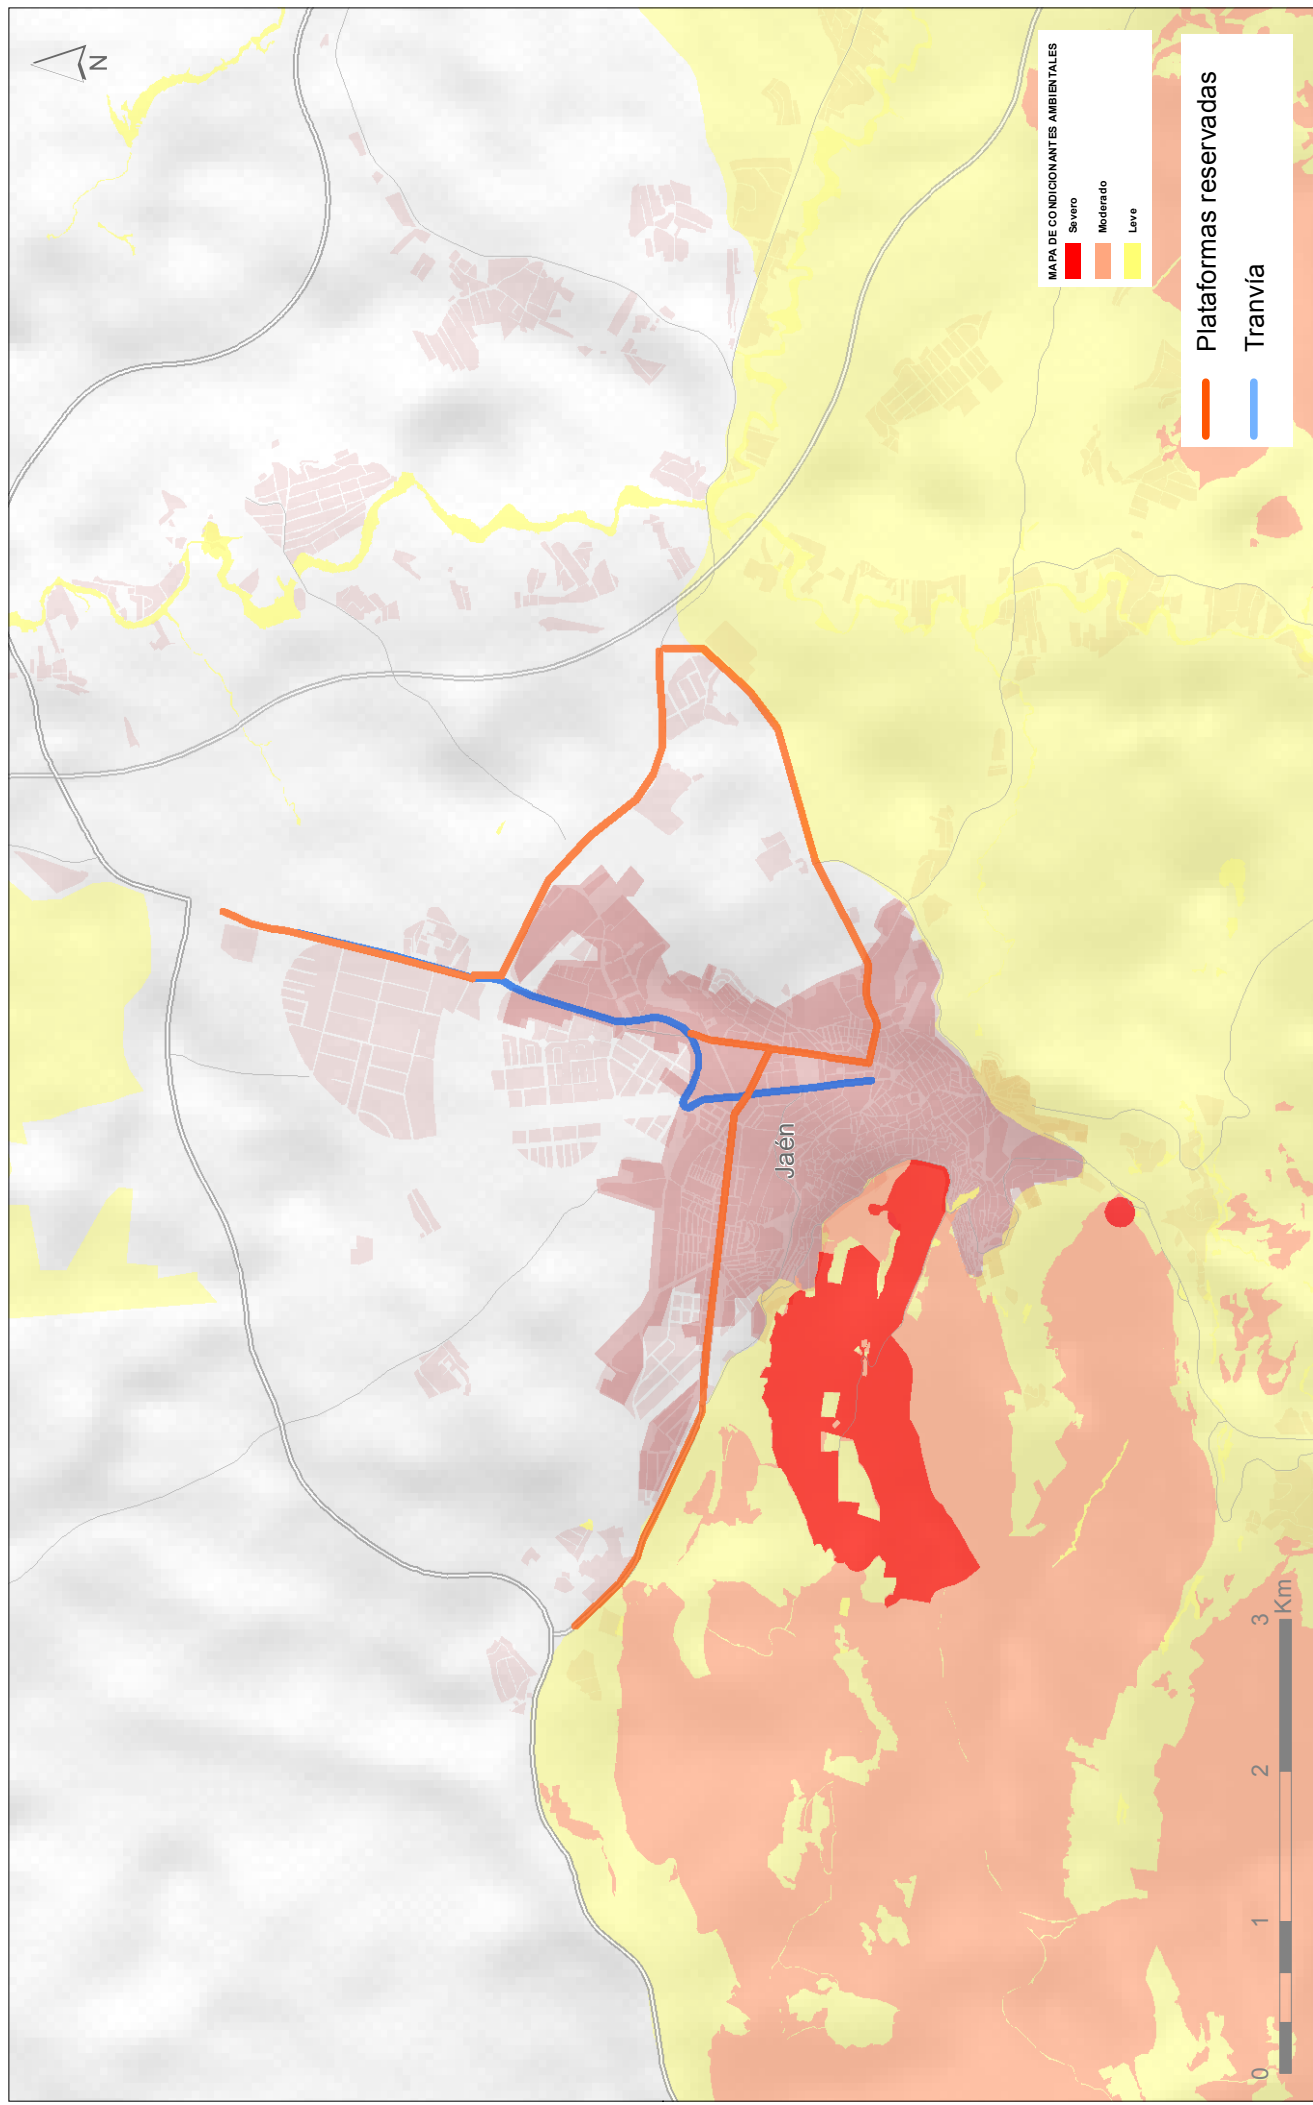 N
MAPA DE CONDICIONANTES AMBIENTALES
Severo
Moderado
Leve
Plataformas reservadas
Tranvía
Jaén
0 1 2 3
Km